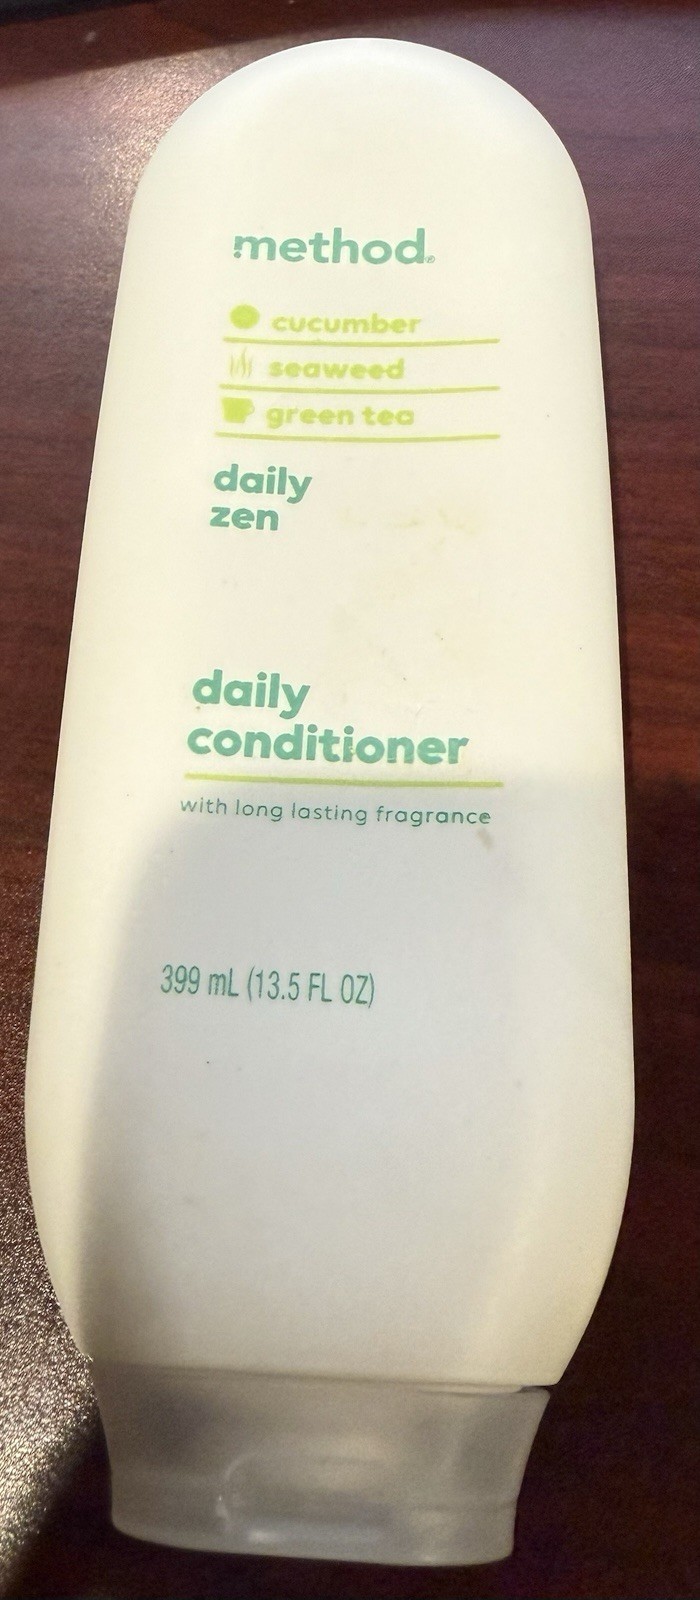 method®
cucumber
seaweed
green tea
daily
zen
daily
conditioner
with long lasting fragrance
399 mL (13.5 FL OZ)